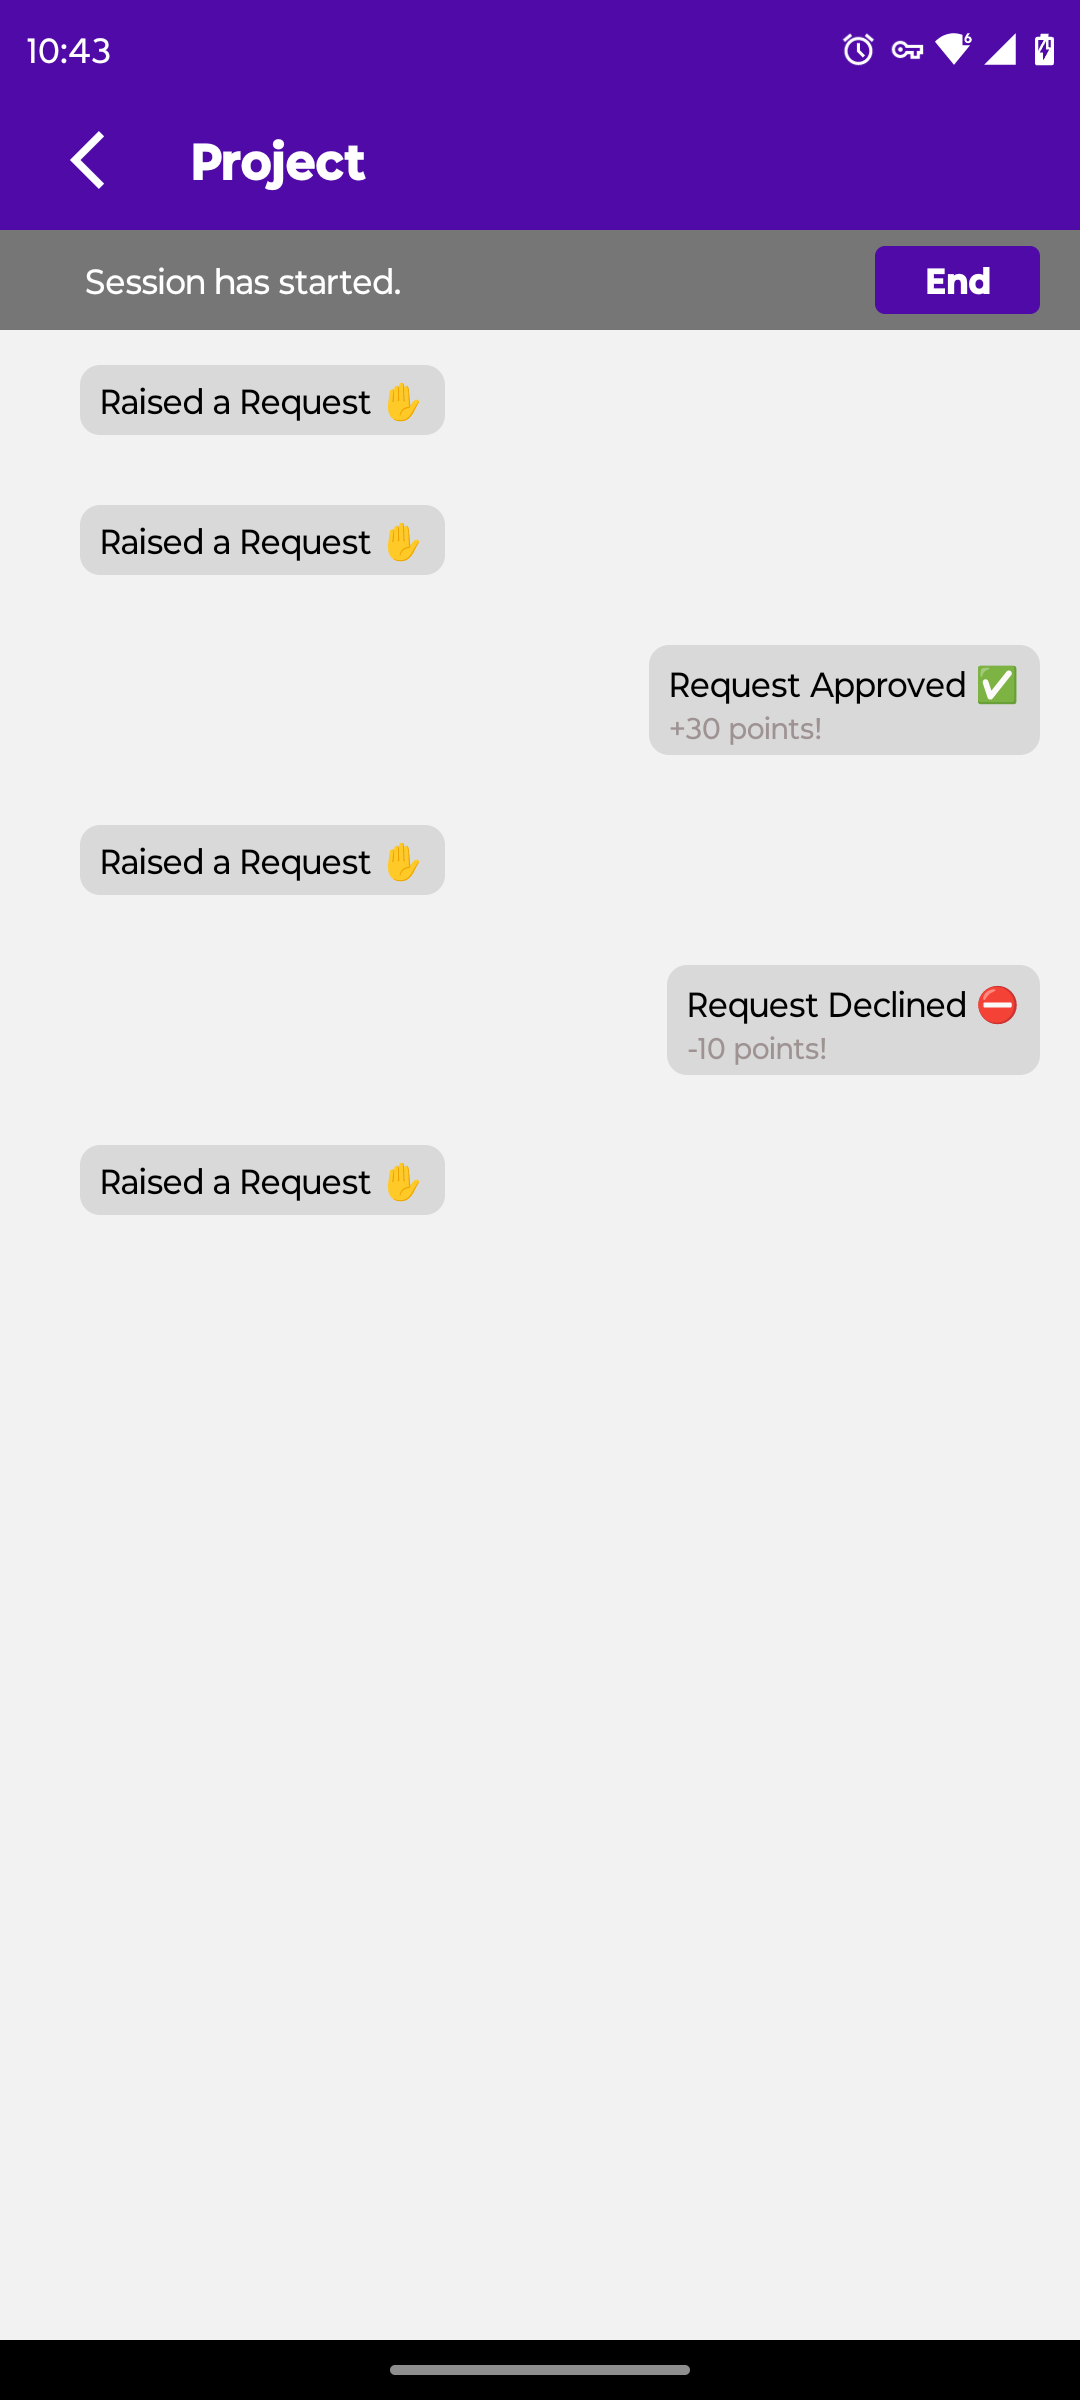 10:43
6
Project
Session has started.
End
Raised a Request ✋
Raised a Request ✋
Request Approved ✅
+30 points!
Raised a Request ✋
Request Declined ⛔
-10 points!
Raised a Request ✋